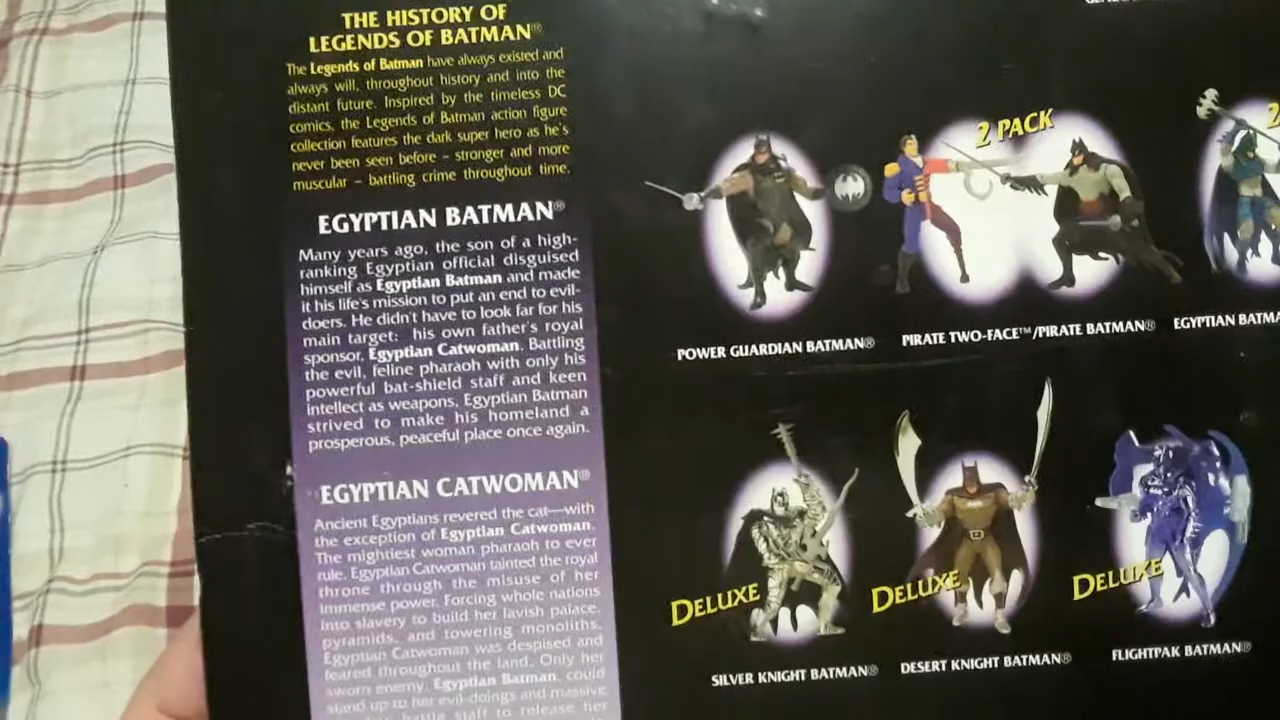 THE HISTORY OF
LEGENDS OF BATMAN®
The Legends of Batman have always existed and
always will, throughout history and into the
distant future. Inspired by the timeless DC
comics, the Legends of Batman action figure
collection features the dark super hero as he's
never been seen before – stronger and more
muscular – battling crime throughout time.
EGYPTIAN BATMAN®
Many years ago, the son of a high-
ranking Egyptian official disguised
himself as Egyptian Batman and made
it his life's mission to put an end to evil-
doers. He didn't have to look far for his
main target: his own father's royal
sponsor, Egyptian Catwoman. Battling
the evil, feline pharaoh with only his
powerful bat-shield staff and keen
intellect as weapons, Egyptian Batman
strived to make his homeland a
prosperous, peaceful place once again.
EGYPTIAN CATWOMAN®
Ancient Egyptians revered the cat—with
the exception of Egyptian Catwoman.
The mightiest woman pharaoh to ever
rule, Egyptian Catwoman tainted the royal
throne through the misuse of her
immense power. Forcing whole nations
into slavery to build her lavish palace,
pyramids, and towering monoliths,
Egyptian Catwoman was despised and
feared throughout the land. Only her
sworn enemy, Egyptian Batman, could
stand up to her evil-doings and massive
battle staff to release her
2 PACK
2
POWER GUARDIAN BATMAN®
PIRATE TWO-FACE™/PIRATE BATMAN®
EGYPTIAN BATMA
DELUXE
DELUXE
DELUXE
SILVER KNIGHT BATMAN®
DESERT KNIGHT BATMAN®
FLIGHTPAK BATMAN®